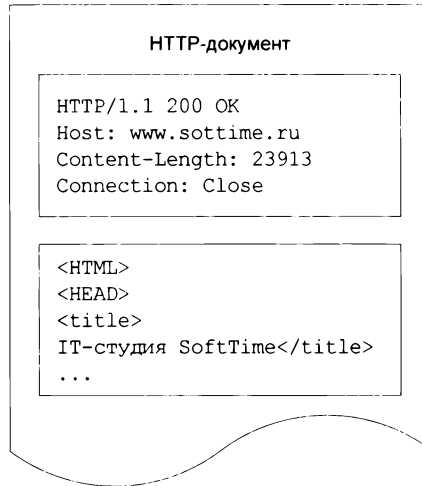 HTTP-документ
HTTP/1.1 200 OK
Host: www.sottime.ru
Content-Length: 23913
Connection: Close
<HTML>
<HEAD>
<title>
IT-студия SoftTime</title>
...